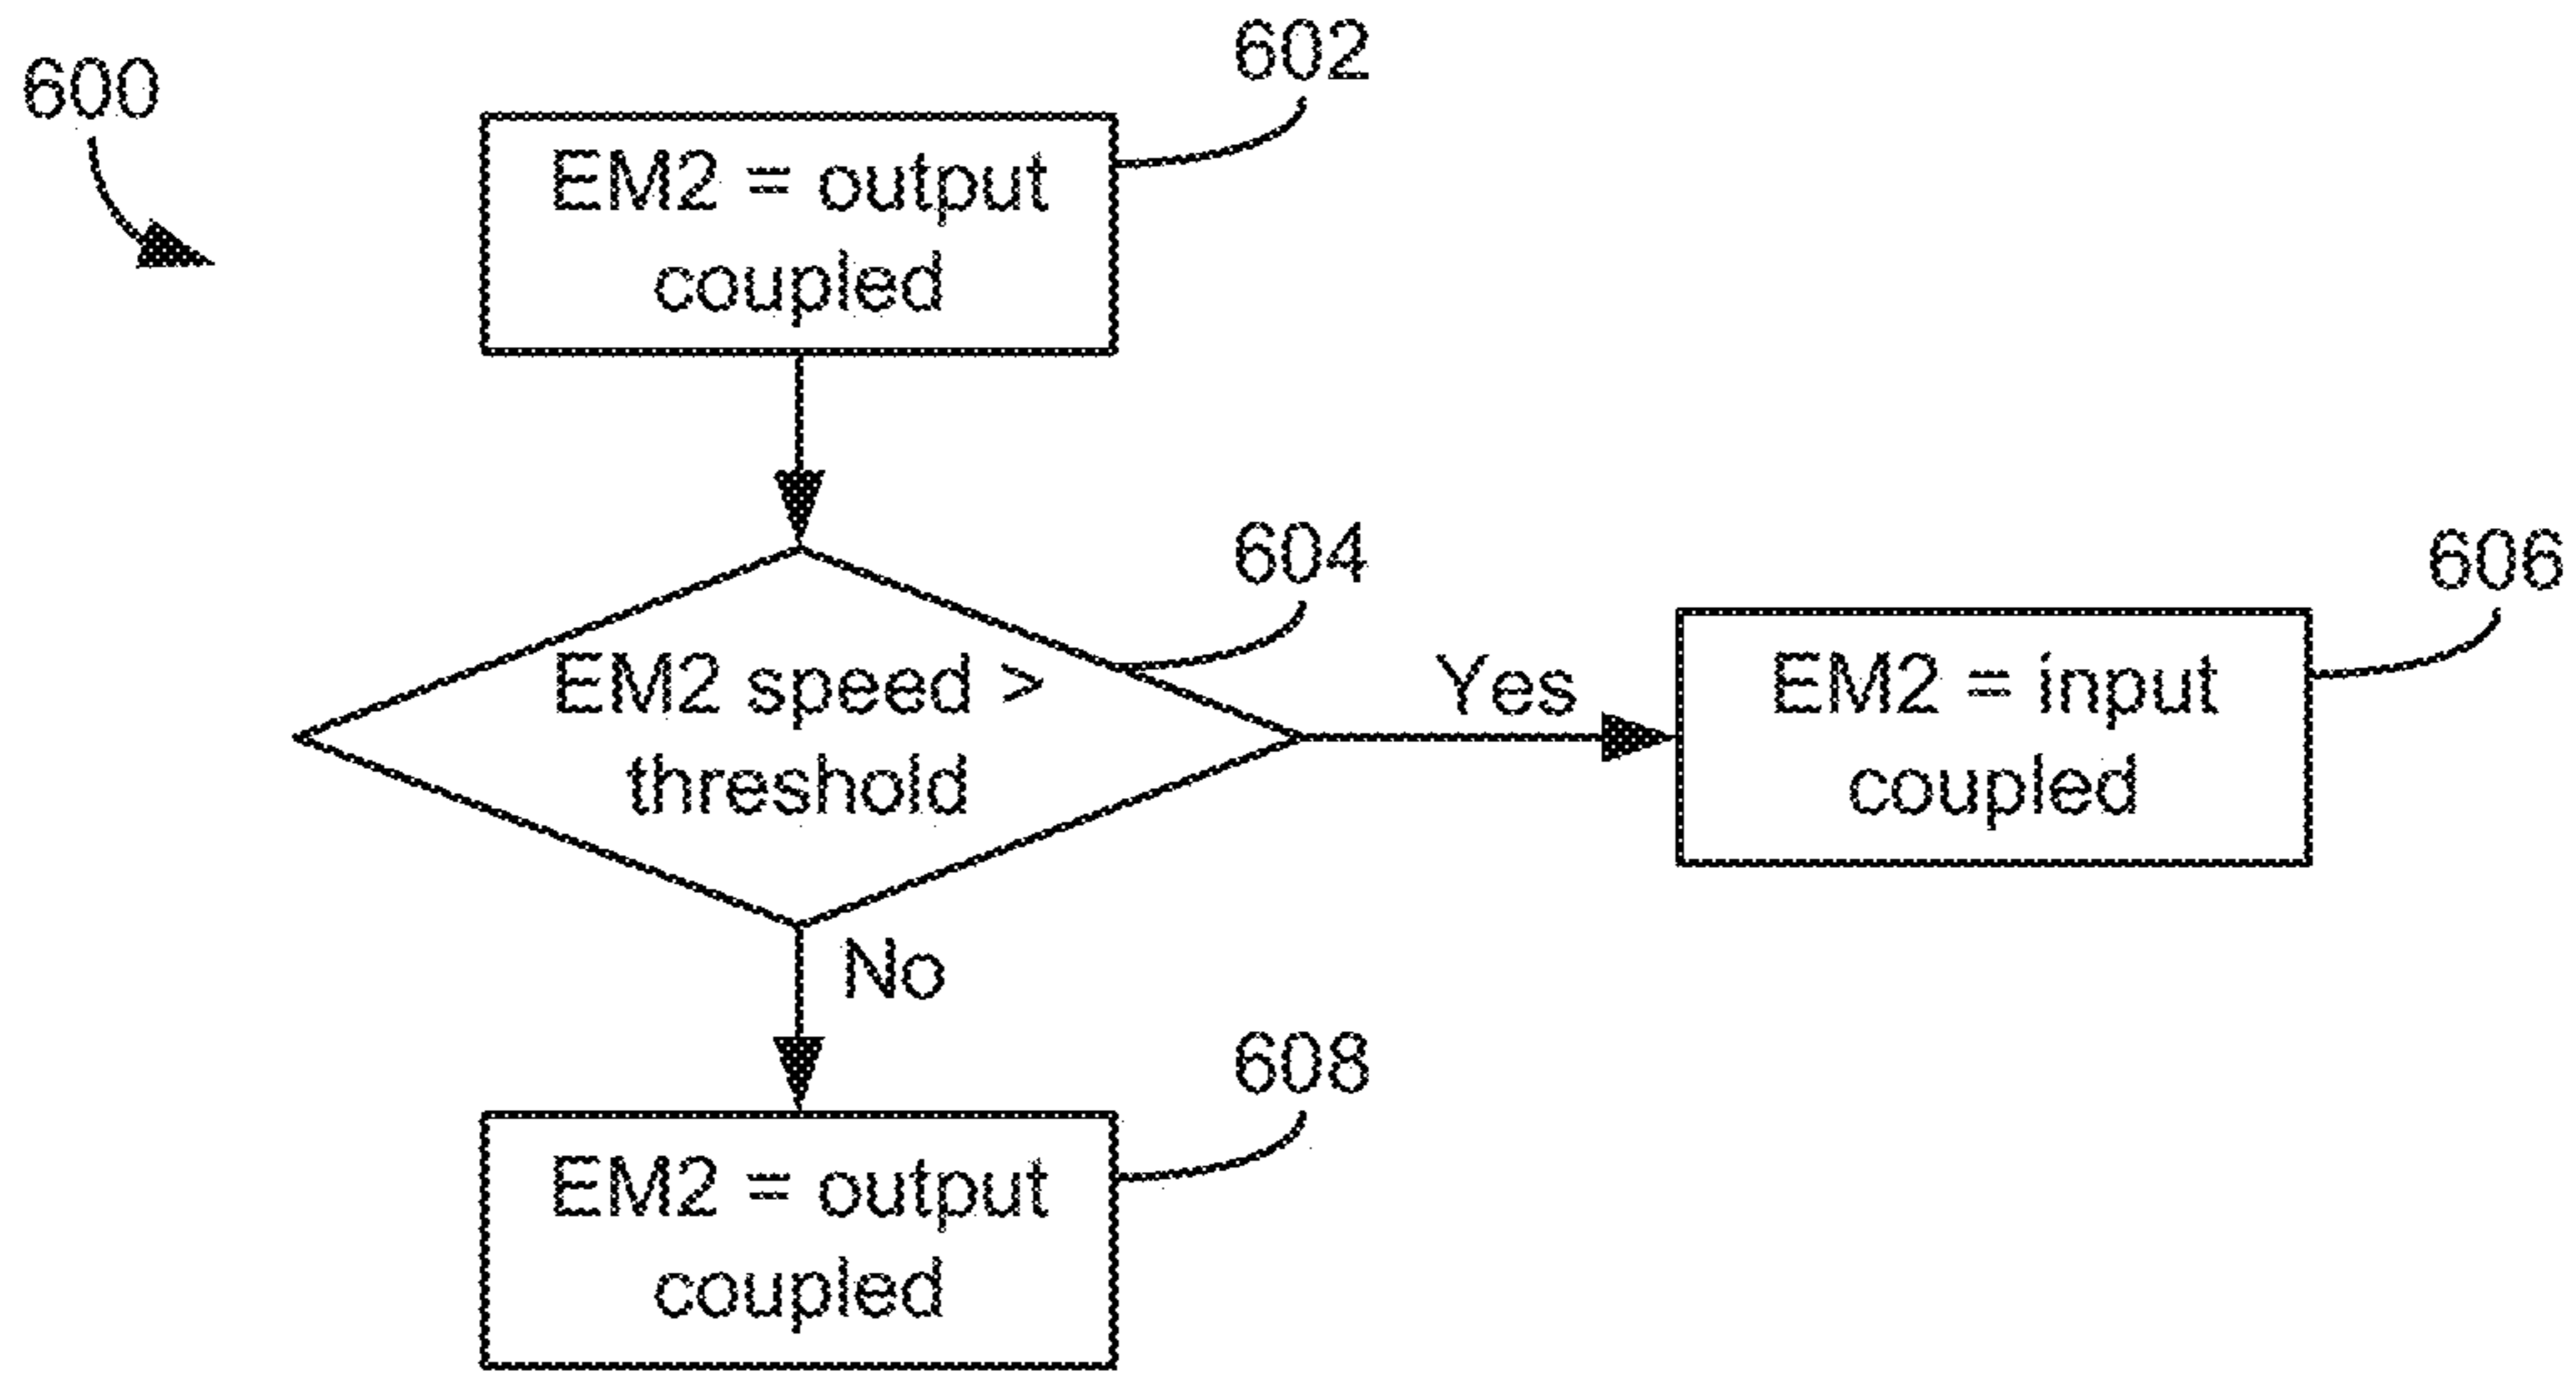 600
602
EM2 = output
coupled
604
EM2 speed >
threshold
Yes
606
EM2 = input
coupled
No
608
EM2 = output
coupled